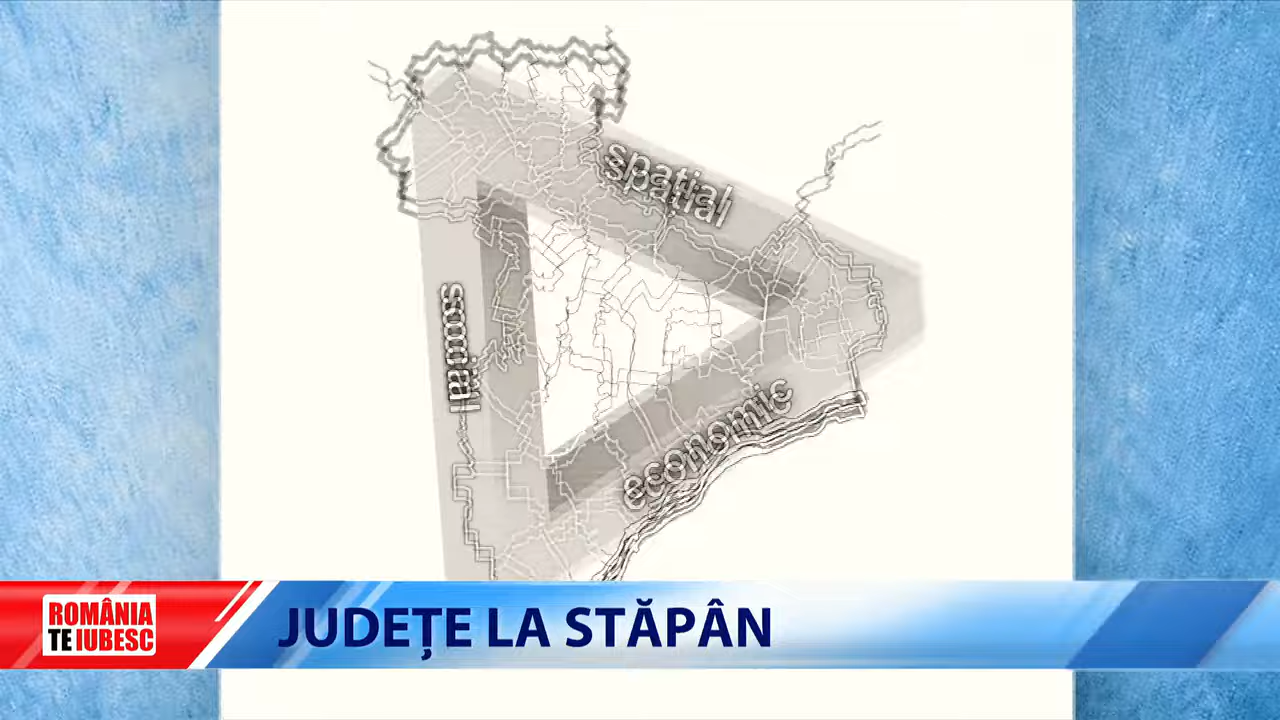 spatial
social
economic
ROMÂNIA
TE IUBESC
JUDEȚE LA STĂPÂN